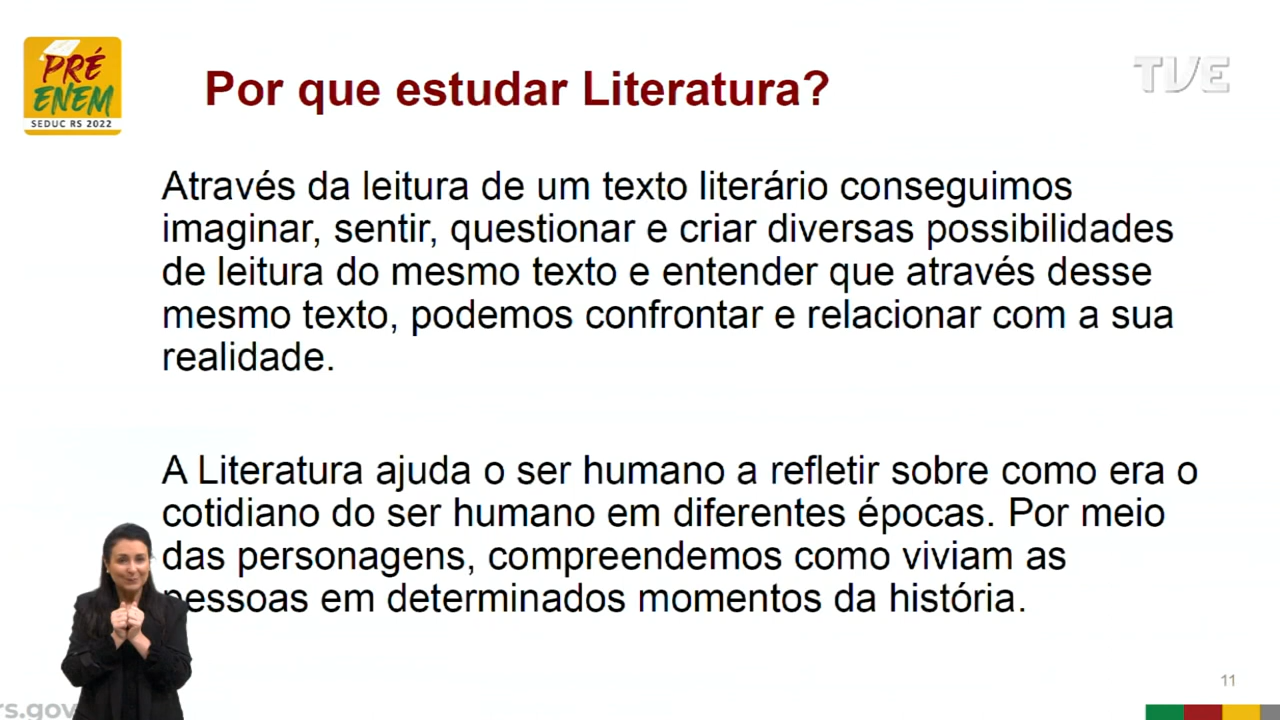 PRÉ
ENEM
SEDUC RS 2022
Por que estudar Literatura?
TVE
Através da leitura de um texto literário conseguimos
imaginar, sentir, questionar e criar diversas possibilidades
de leitura do mesmo texto e entender que através desse
mesmo texto, podemos confrontar e relacionar com a sua
realidade.
A Literatura ajuda o ser humano a refletir sobre como era o
cotidiano do ser humano em diferentes épocas. Por meio
das personagens, compreendemos como viviam as
pessoas em determinados momentos da história.
11
rs.gov